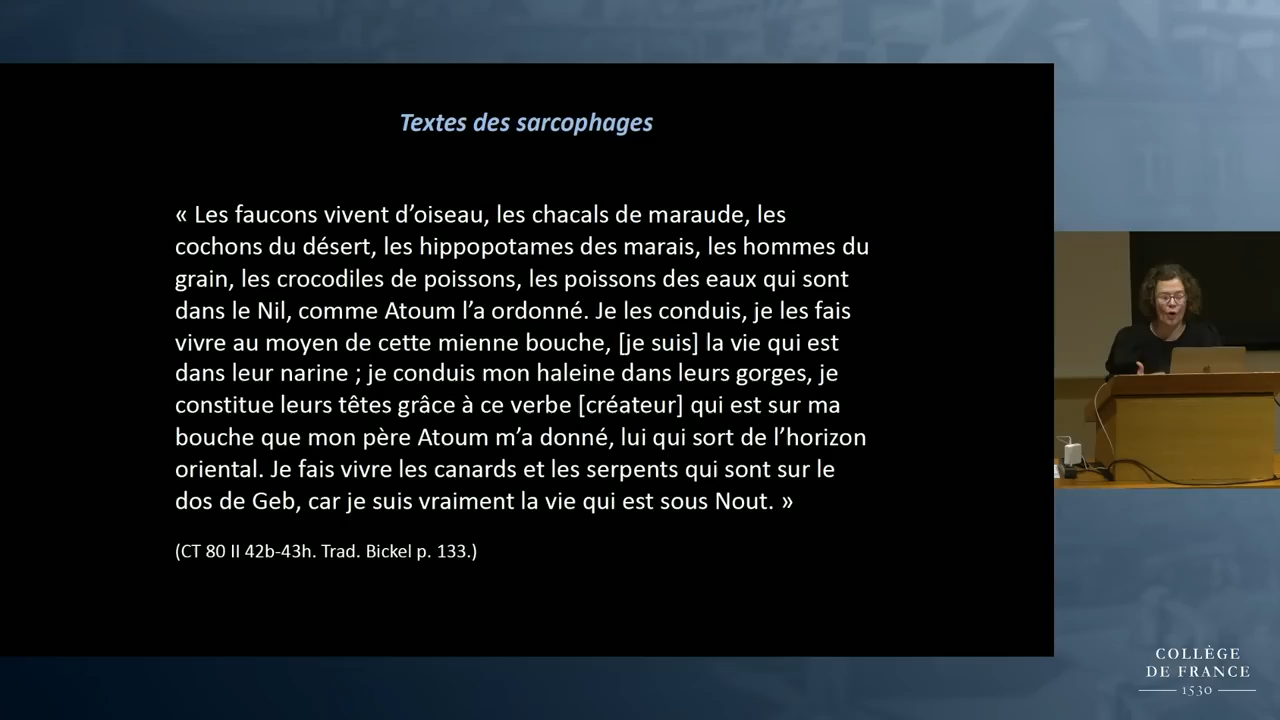 Textes des sarcophages
« Les faucons vivent d’oiseau, les chacals de maraude, les
cochons du désert, les hippopotames des marais, les hommes du
grain, les crocodiles de poissons, les poissons des eaux qui sont
dans le Nil, comme Atoum l’a ordonné. Je les conduis, je les fais
vivre au moyen de cette mienne bouche, [je suis] la vie qui est
dans leur narine ; je conduis mon haleine dans leurs gorges, je
constitue leurs têtes grâce à ce verbe [créateur] qui est sur ma
bouche que mon père Atoum m’a donné, lui qui sort de l’horizon
oriental. Je fais vivre les canards et les serpents qui sont sur le
dos de Geb, car je suis vraiment la vie qui est sous Nout. »
(CT 80 II 42b-43h. Trad. Bickel p. 133.)
COLLÈGE
DE FRANCE
1530